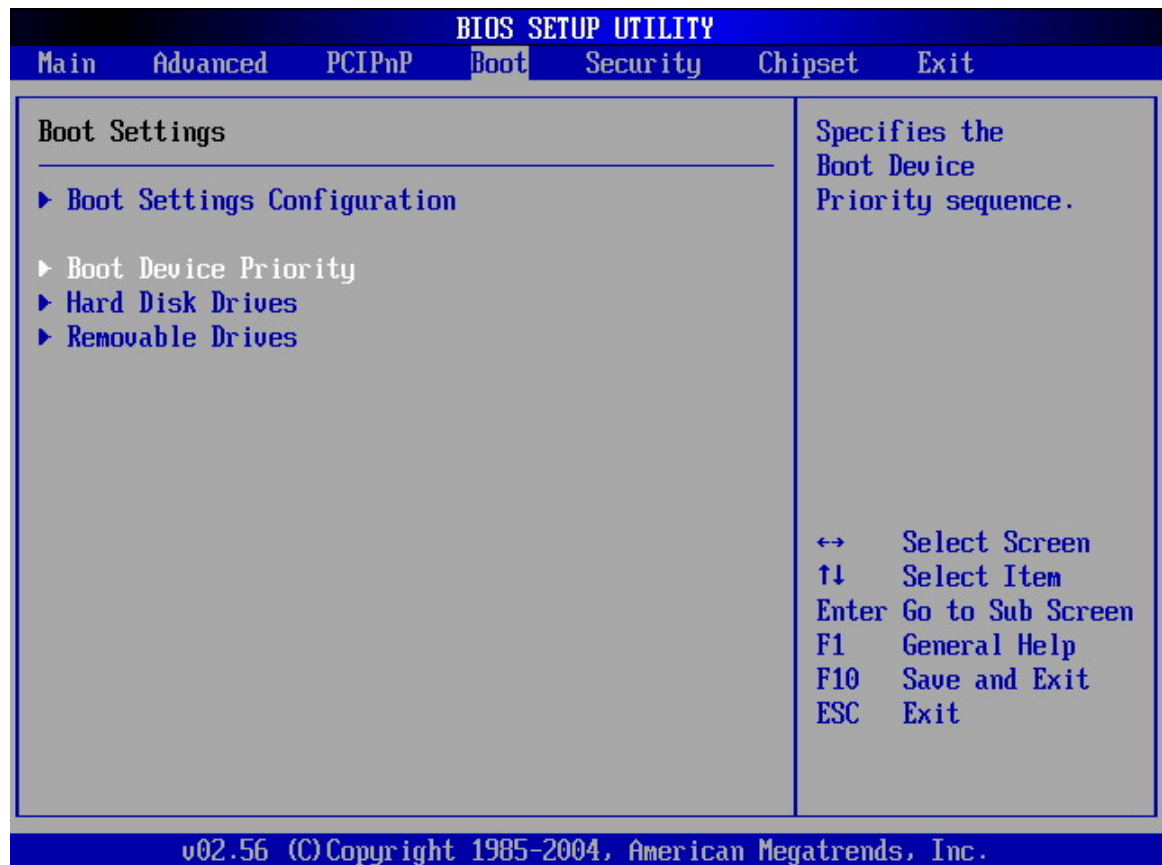 BIOS SETUP UTILITY
Main Advanced PCIPnP Boot Security Chipset Exit
Boot Settings
Boot Settings Configuration
Boot Device Priority
Hard Disk Drives
Removable Drives
Specifies the
Boot Device
Priority sequence.
←→ Select Screen
↑↓ Select Item
Enter Go to Sub Screen
F1 General Help
F10 Save and Exit
ESC Exit
v02.56 (C)Copyright 1985-2004, American Megatrends, Inc.